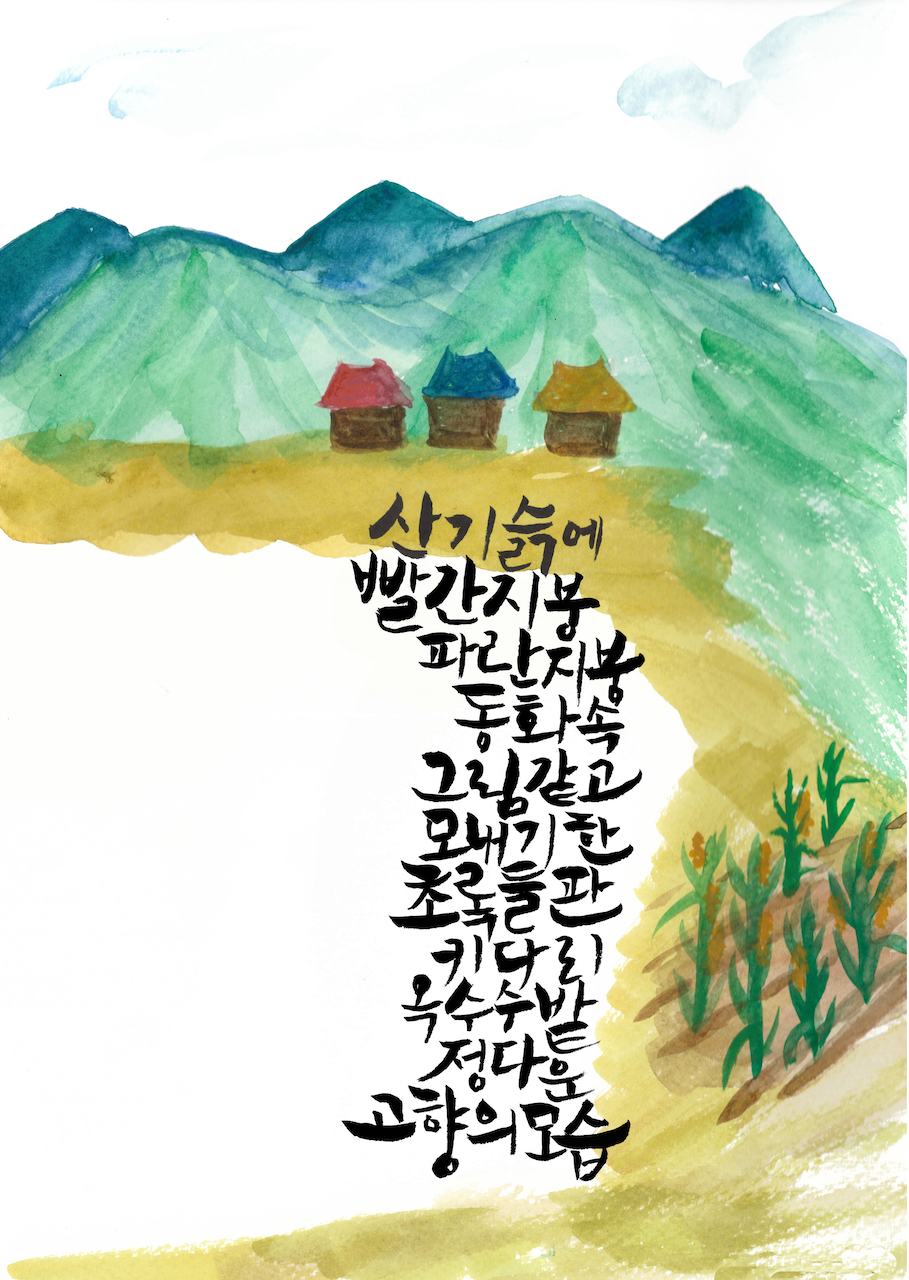 산기슭에
빨간지붕
파란지붕
동화속
그림같고
모내기한
초록들판
키다리
옥수수밭
정다운
고향의모습